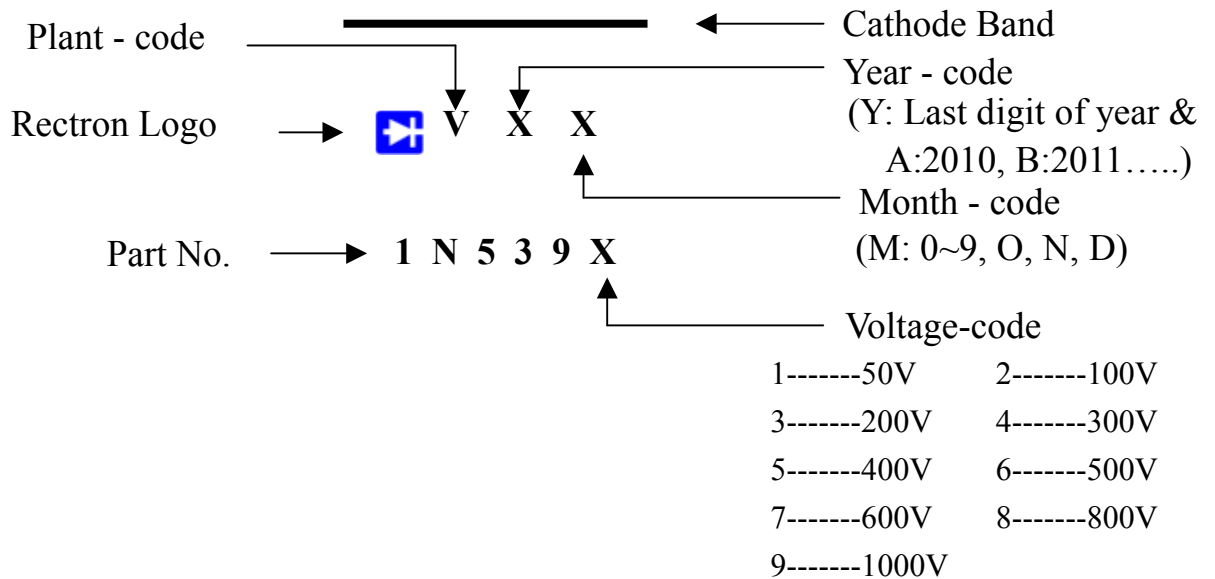 Plant - code
Cathode Band
Year - code
(Y: Last digit of year &
A:2010, B:2011…..)
Rectron Logo
V X X
Month - code
(M: 0~9, O, N, D)
Part No.
1 N 5 3 9 X
Voltage-code
1-------50V 2-------100V
3-------200V 4-------300V
5-------400V 6-------500V
7-------600V 8-------800V
9-------1000V